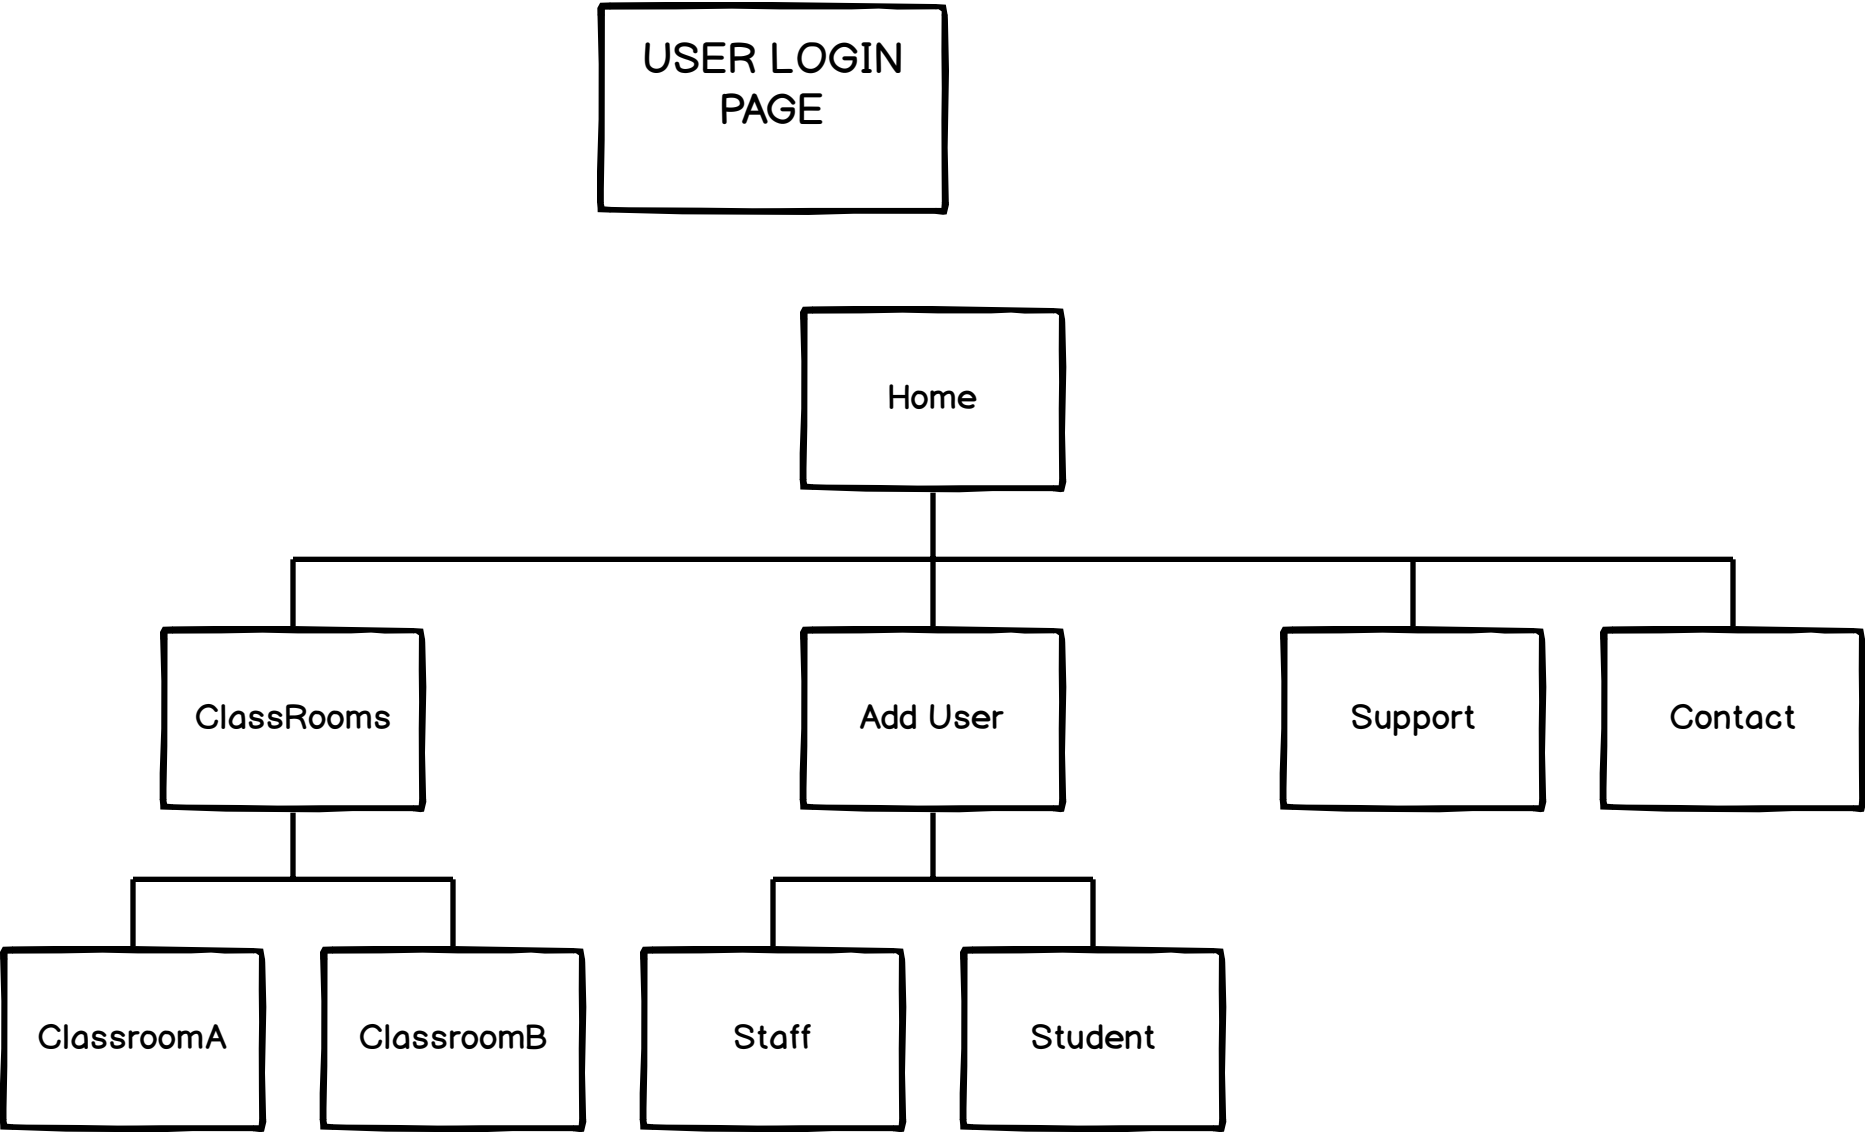 USER LOGIN
PAGE
Home
ClassRooms
Add User
Support
Contact
ClassroomA
ClassroomB
Staff
Student